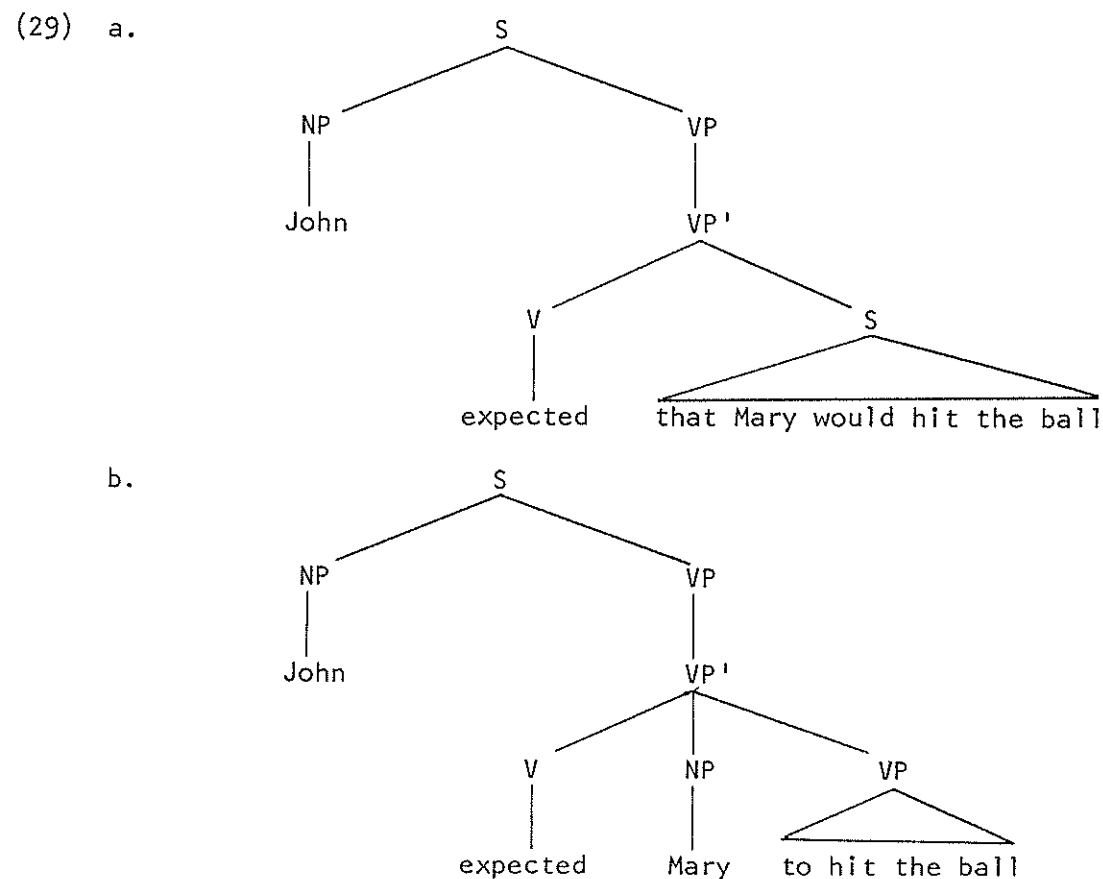 (29) a.
S
NP VP
John VP'
V S
expected that Mary would hit the ball
b.
S
NP VP
John VP'
V NP VP
expected Mary to hit the ball